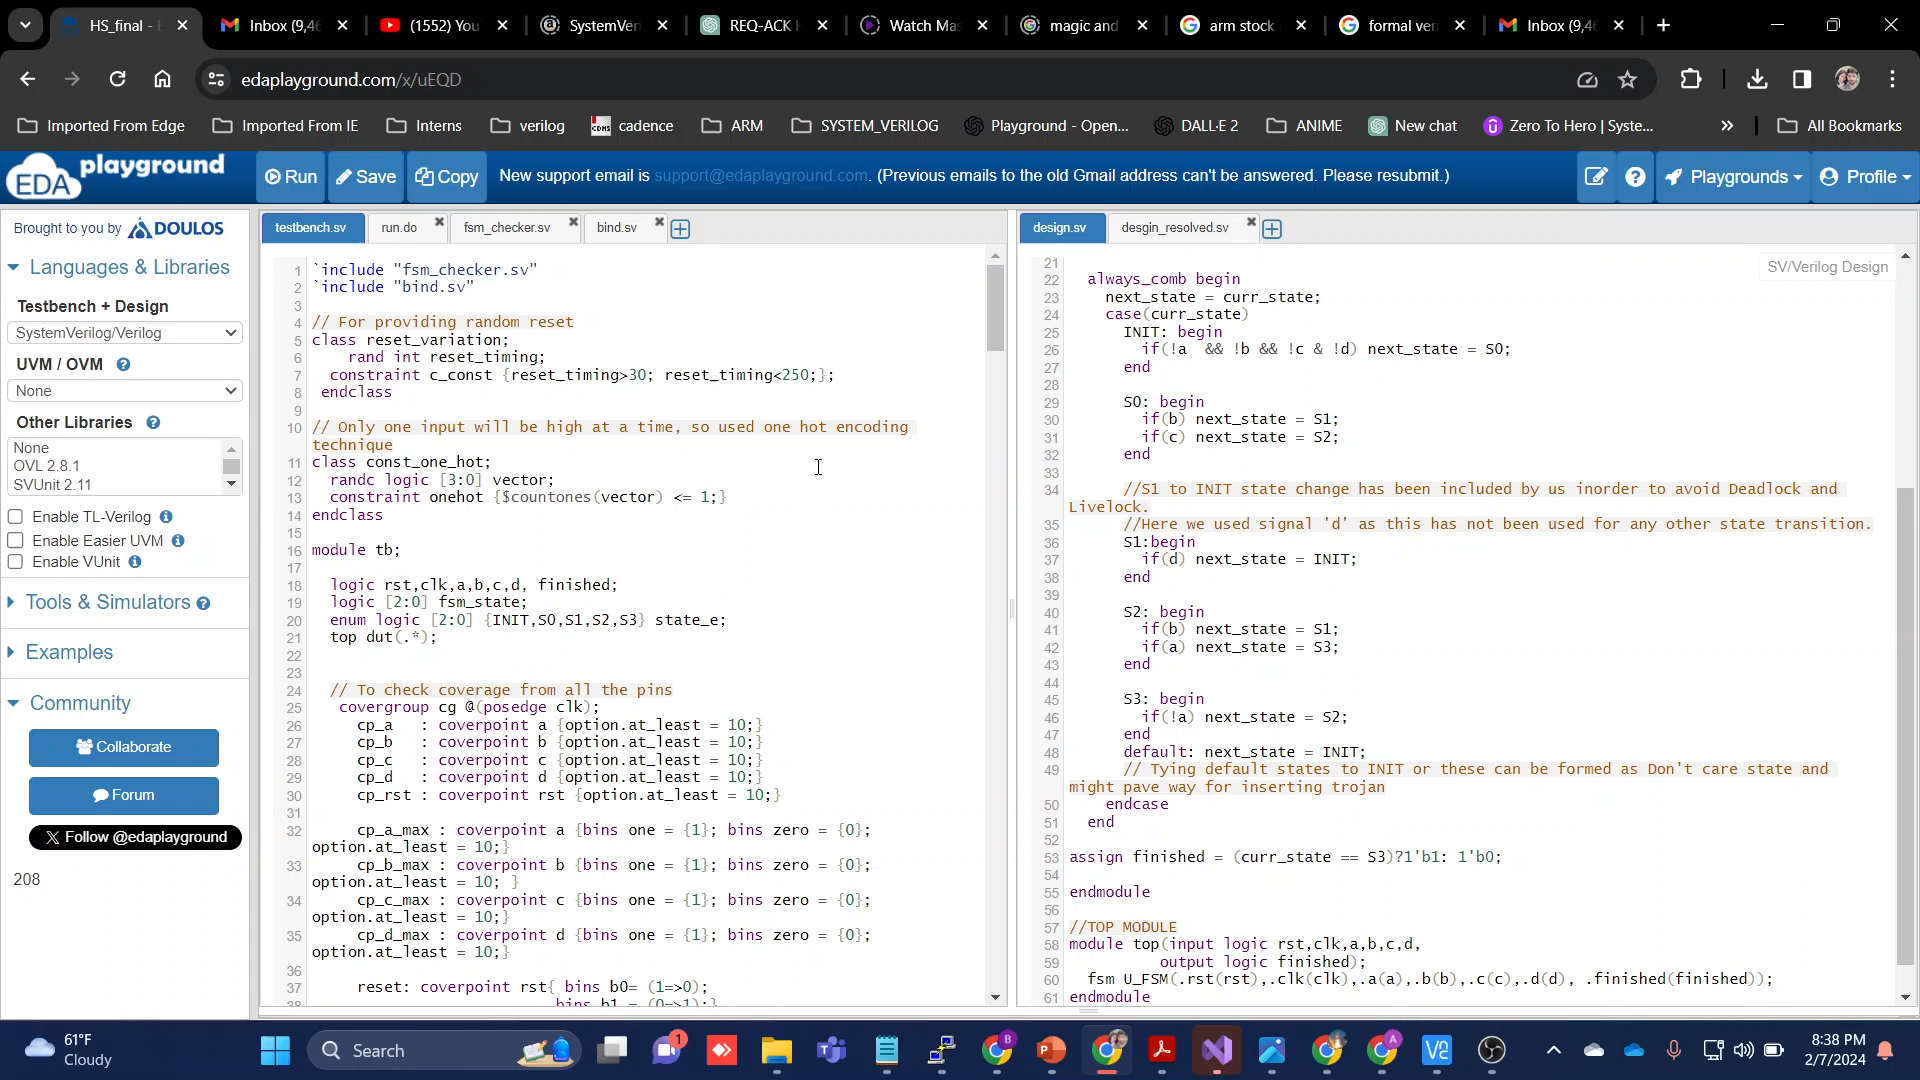 HS_final - E
Inbox (9,46
(1552) You
SystemVeri
REQ-ACK H
Watch Mas
magic and
arm stock
formal veri
Inbox (9,46
edaplayground.com/x/uEQD
Imported From Edge
Imported From IE
Interns
verilog
cadence
ARM
SYSTEM_VERILOG
Playground - Open...
DALL·E 2
ANIME
New chat
Zero To Hero | Syste...
All Bookmarks
EDA playground
Run
Save
Copy
New support email is support@edaplayground.com. (Previous emails to the old Gmail address can't be answered. Please resubmit.)
Playgrounds
Profile
Brought to you by DOULOS
Languages & Libraries
Testbench + Design
SystemVerilog/Verilog
UVM / OVM
None
Other Libraries
None
OVL 2.8.1
SVUnit 2.11
Enable TL-Verilog
Enable Easier UVM
Enable VUnit
Tools & Simulators
Examples
Community
Collaborate
Forum
Follow @edaplayground
208
testbench.sv
run.do
fsm_checker.sv
bind.sv
1 `include "fsm_checker.sv"
2 `include "bind.sv"
3
4 // For providing random reset
5 class reset_variation;
6 rand int reset_timing;
7 constraint c_const {reset_timing>30; reset_timing<250;};
8 endclass
9
10 // Only one input will be high at a time, so used one hot encoding
technique
11 class const_one_hot;
12 randc logic [3:0] vector;
13 constraint onehot {$countones(vector) <= 1;}
14 endclass
15
16 module tb;
17
18 logic rst,clk,a,b,c,d, finished;
19 logic [2:0] fsm_state;
20 enum logic [2:0] {INIT,S0,S1,S2,S3} state_e;
21 top dut(.*);
22
23
24 // To check coverage from all the pins
25 covergroup cg @(posedge clk);
26 cp_a : coverpoint a {option.at_least = 10;}
27 cp_b : coverpoint b {option.at_least = 10;}
28 cp_c : coverpoint c {option.at_least = 10;}
29 cp_d : coverpoint d {option.at_least = 10;}
30 cp_rst : coverpoint rst {option.at_least = 10;}
31
32 cp_a_max : coverpoint a {bins one = {1}; bins zero = {0};
option.at_least = 10;}
33 cp_b_max : coverpoint b {bins one = {1}; bins zero = {0};
option.at_least = 10; }
34 cp_c_max : coverpoint c {bins one = {1}; bins zero = {0};
option.at_least = 10;}
35 cp_d_max : coverpoint d {bins one = {1}; bins zero = {0};
option.at_least = 10;}
36
37 reset: coverpoint rst{ bins b0= (1=>0);
38 bins b1 = (0=>1);}
design.sv
desgin_resolved.sv
SV/Verilog Design
21
22 always_comb begin
23 next_state = curr_state;
24 case(curr_state)
25 INIT: begin
26 if(!a && !b && !c & !d) next_state = S0;
27 end
28
29 S0: begin
30 if(b) next_state = S1;
31 if(c) next_state = S2;
32 end
33
34 //S1 to INIT state change has been included by us inorder to avoid Deadlock and
Livelock.
35 //Here we used signal 'd' as this has not been used for any other state transition.
36 S1:begin
37 if(d) next_state = INIT;
38 end
39
40 S2: begin
41 if(b) next_state = S1;
42 if(a) next_state = S3;
43 end
44
45 S3: begin
46 if(!a) next_state = S2;
47 end
48 default: next_state = INIT;
49 // Tying default states to INIT or these can be formed as Don't care state and
might pave way for inserting trojan
50 endcase
51 end
52
53 assign finished = (curr_state == S3)?1'b1: 1'b0;
54
55 endmodule
56
57 //TOP MODULE
58 module top(input logic rst,clk,a,b,c,d,
59 output logic finished);
60 fsm U_FSM(.rst(rst),.clk(clk),.a(a),.b(b),.c(c),.d(d), .finished(finished));
61 endmodule
61°F
Cloudy
Search
8:38 PM
2/7/2024